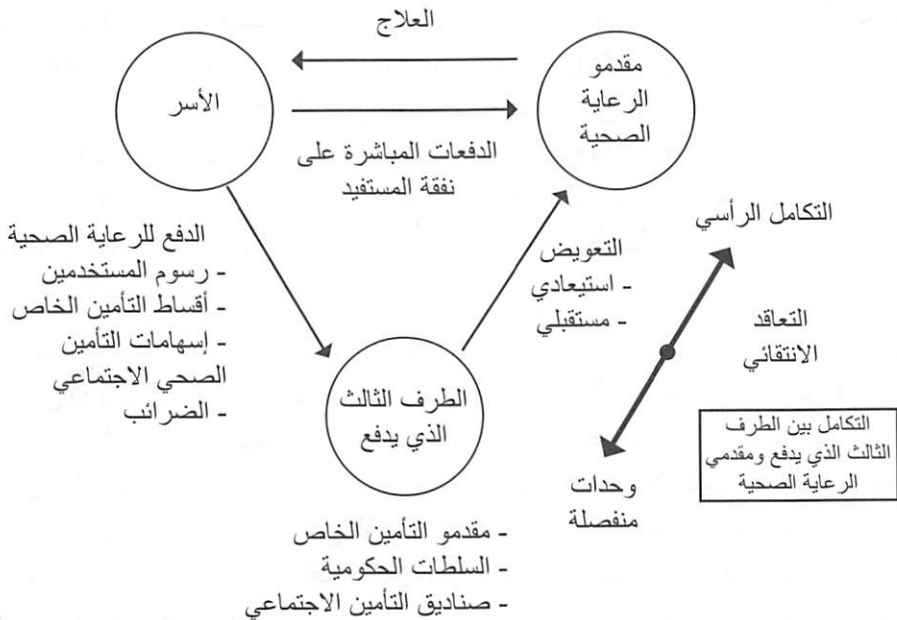 العلاج
الأسر
مقدمو
الرعاية
الصحية
الدفعات المباشرة على
نفقة المستفيد
الدفع للرعاية الصحية
- رسوم المستخدمين
- أقساط التأمين الخاص
- إسهامات التأمين
الصحي الاجتماعي
- الضرائب
التعويض
- استيعادي
- مستقبلي
الطرف الثالث
الذي يدفع
- مقدمو التأمين الخاص
- السلطات الحكومية
- صناديق التأمين الاجتماعي
التكامل الرأسي
التعاقد
الانتقائي
وحدات
منفصلة
التكامل بين الطرف
الثالث الذي يدفع ومقدمي
الرعاية الصحية